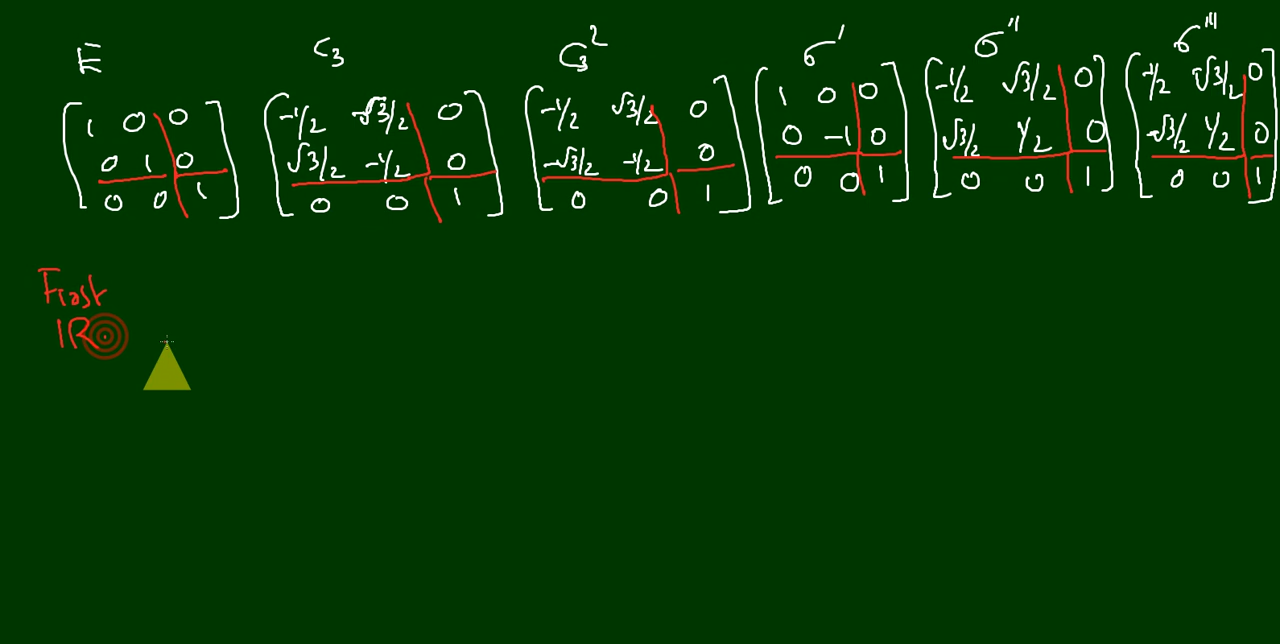 E C₃ C₃² σ' σ'' σ'''
1 0 0 -1/2 -√3/2 0 -1/2 √3/2 0 1 0 0 -1/2 √3/2 0 -1/2 -√3/2 0
0 1 0 √3/2 -1/2 0 -√3/2 -1/2 0 0 -1 0 √3/2 1/2 0 -√3/2 1/2 0
0 0 1 0 0 1 0 0 1 0 0 1 0 0 1 0 0 1
First
IR